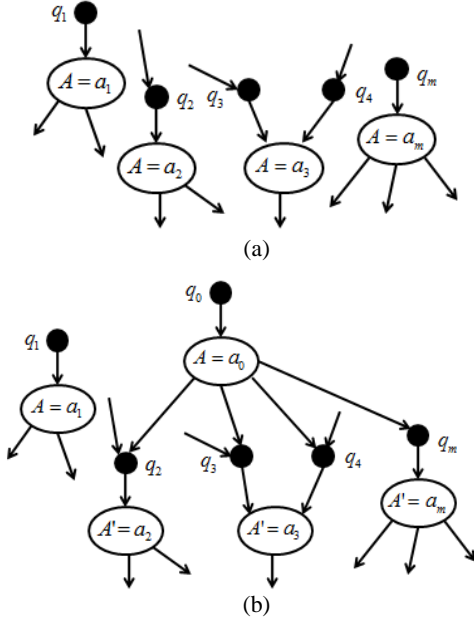 q₁
A = a₁
q₂
A = a₂
q₃
q₄
A = a₃
qₘ
A = aₘ
(a)
q₀
A = a₀
q₁
A = a₁
q₂
A' = a₂
q₃
q₄
A' = a₃
qₘ
A' = aₘ
(b)